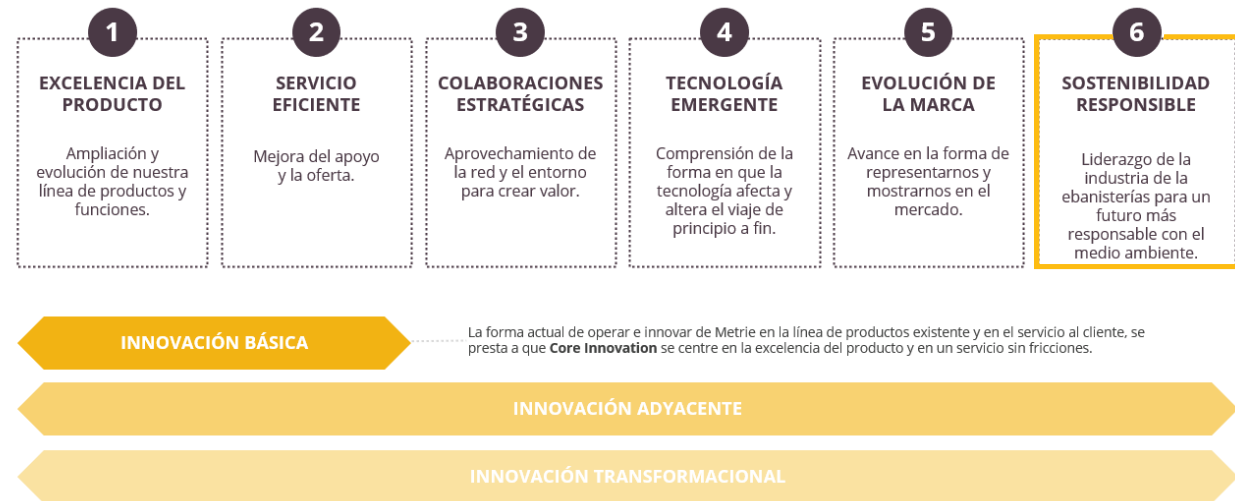 1
EXCELENCIA DEL
PRODUCTO
Ampliación y
evolución de nuestra
línea de productos y
funciones.
2
SERVICIO
EFICIENTE
Mejora del apoyo
y la oferta.
3
COLABORACIONES
ESTRATÉGICAS
Aprovechamiento de
la red y el entorno
para crear valor.
4
TECNOLOGÍA
EMERGENTE
Comprensión de la
forma en que la
tecnología afecta y
altera el viaje de
principio a fin.
5
EVOLUCIÓN DE
LA MARCA
Avance en la forma de
representarnos y
mostrarnos en el
mercado.
6
SOSTENIBILIDAD
RESPONSIBLE
Liderazgo de la
industria de la
ebanisterías para un
futuro más
responsable con el
medio ambiente.
INNOVACIÓN BÁSICA
La forma actual de operar e innovar de Metrie en la línea de productos existente y en el servicio al cliente, se
presta a que Core Innovation se centre en la excelencia del producto y en un servicio sin fricciones.
INNOVACIÓN ADYACENTE
INNOVACIÓN TRANSFORMACIONAL